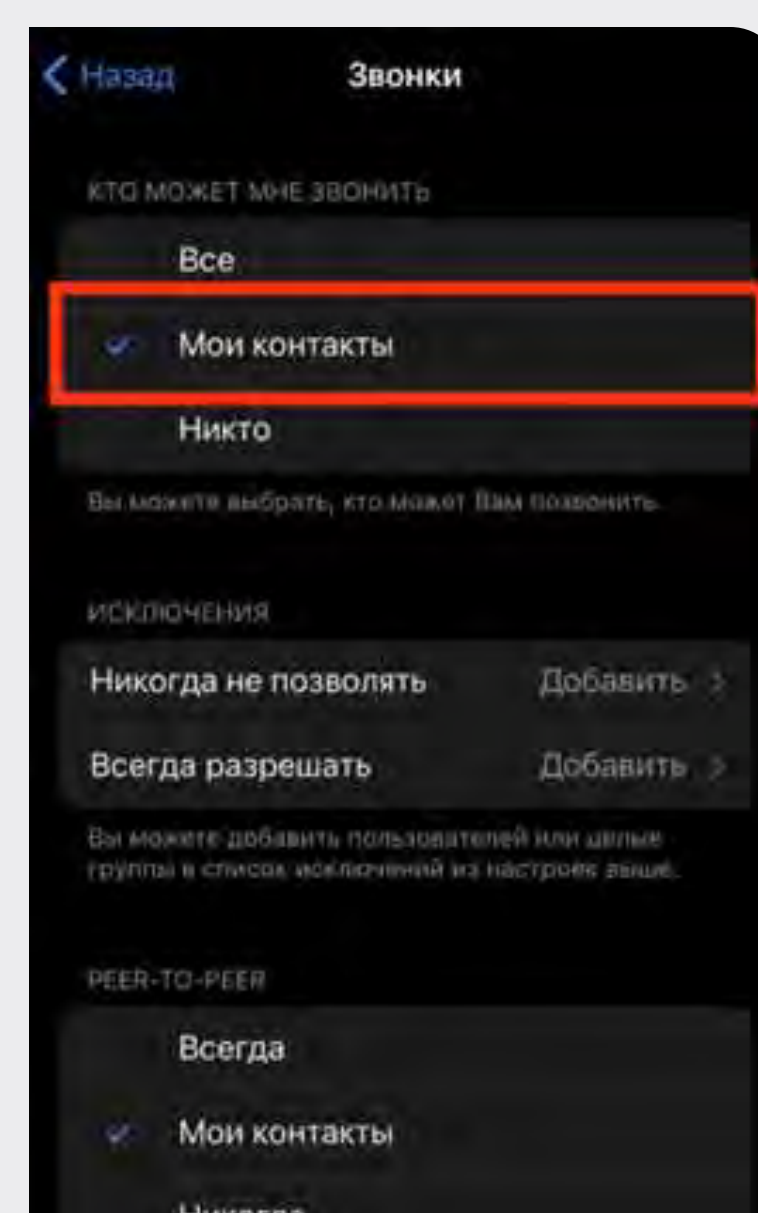 Назад
Звонки
КТО МОЖЕТ МНЕ ЗВОНИТЬ
Все
Мои контакты
Никто
Вы можете выбрать, кто может Вам позвонить.
ИСКЛЮЧЕНИЯ
Никогда не позволять Добавить
Всегда разрешать Добавить
Вы можете добавить пользователей или целые
группы в список исключений из настроек выше.
PEER-TO-PEER
Всегда
Мои контакты